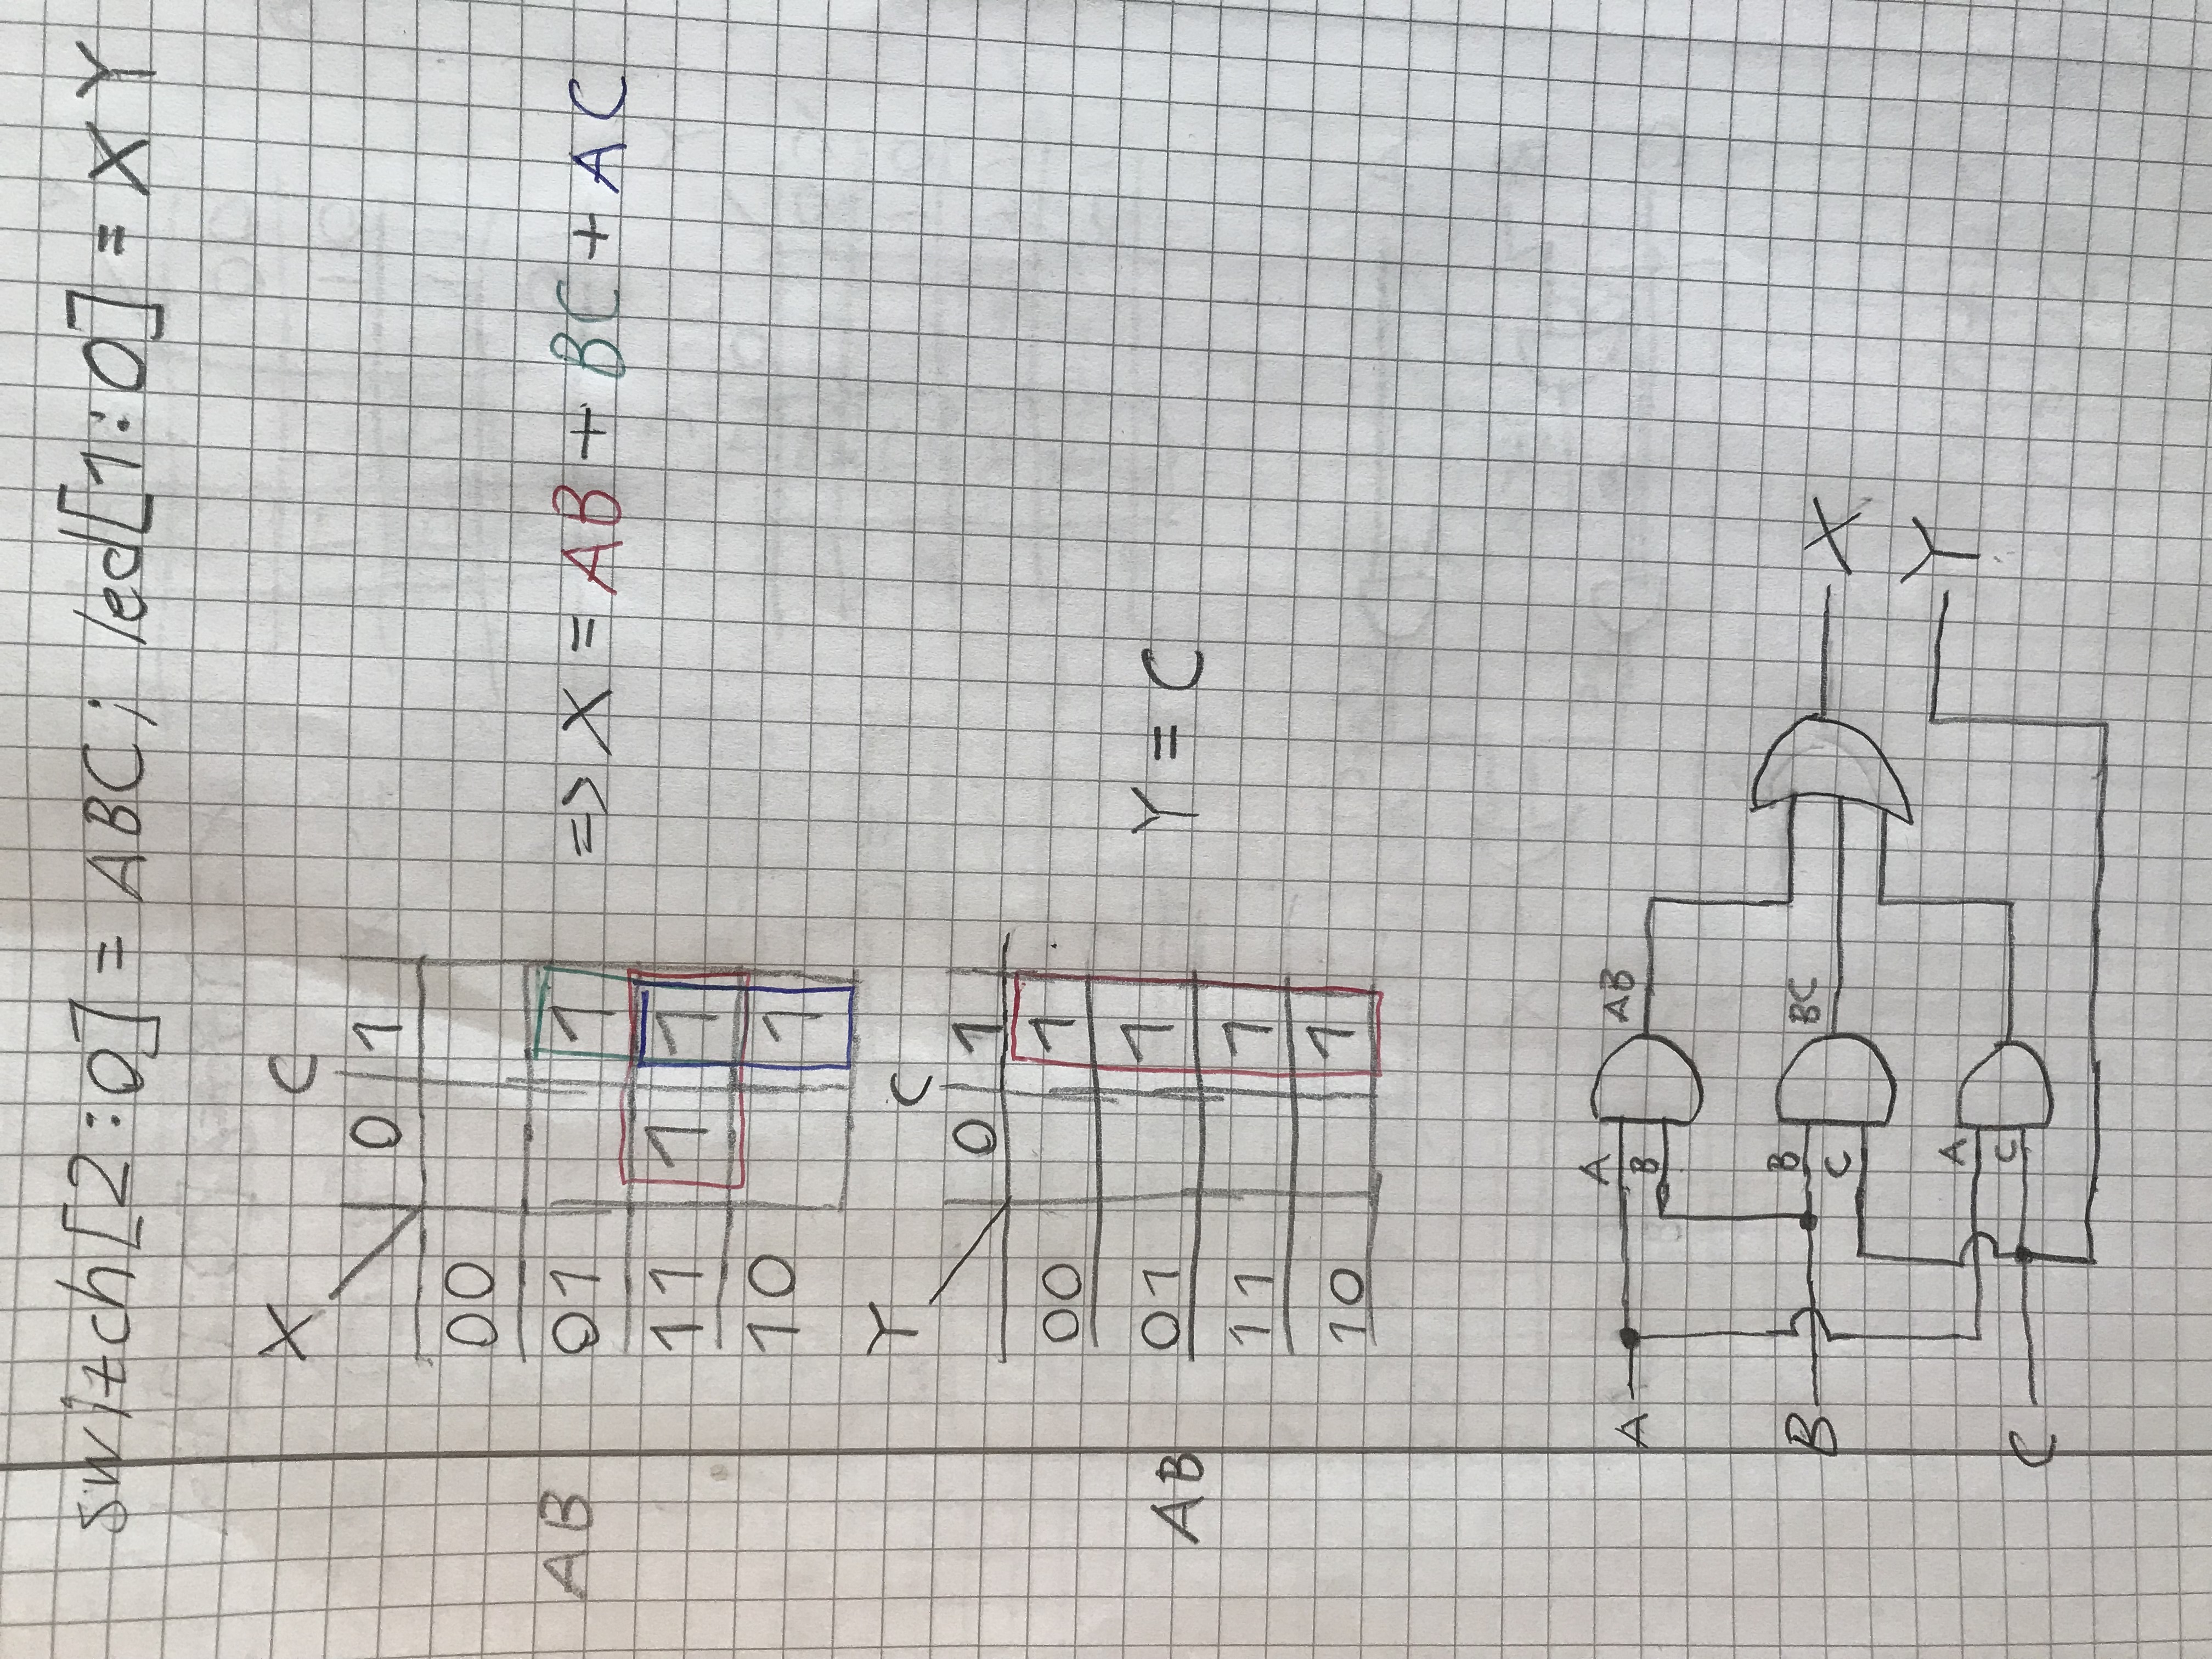 switch[2:0] = ABC; led[1:0] = XY
X C
0 1
00
AB 01 1 => X = AB + BC + AC
11 1 1
10 1
Y C
0 1
00 1
AB 01 1 Y = C
11 1
10 1
A A AB
B
B B BC
C X
Y
A
C C